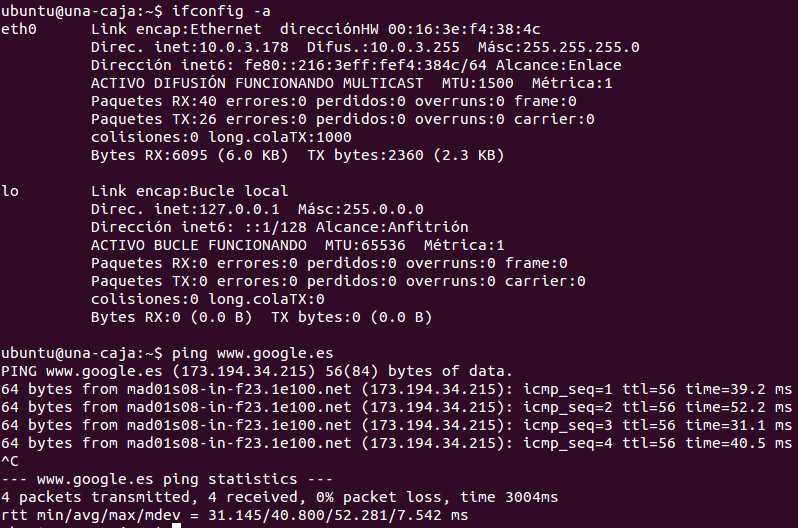 ubuntu@una-caja:~$ ifconfig -a
eth0      Link encap:Ethernet  direcciónHW 00:16:3e:f4:38:4c
          Direc. inet:10.0.3.178  Difus.:10.0.3.255  Másc:255.255.255.0
          Dirección inet6: fe80::216:3eff:fef4:384c/64 Alcance:Enlace
          ACTIVO DIFUSIÓN FUNCIONANDO MULTICAST  MTU:1500  Métrica:1
          Paquetes RX:40 errores:0 perdidos:0 overruns:0 frame:0
          Paquetes TX:26 errores:0 perdidos:0 overruns:0 carrier:0
          colisiones:0 long.colaTX:1000
          Bytes RX:6095 (6.0 KB)  TX bytes:2360 (2.3 KB)

lo        Link encap:Bucle local
          Direc. inet:127.0.0.1  Másc:255.0.0.0
          Dirección inet6: ::1/128 Alcance:Anfitrión
          ACTIVO BUCLE FUNCIONANDO  MTU:65536  Métrica:1
          Paquetes RX:0 errores:0 perdidos:0 overruns:0 frame:0
          Paquetes TX:0 errores:0 perdidos:0 overruns:0 carrier:0
          colisiones:0 long.colaTX:0
          Bytes RX:0 (0.0 B)  TX bytes:0 (0.0 B)

ubuntu@una-caja:~$ ping www.google.es
PING www.google.es (173.194.34.215) 56(84) bytes of data.
64 bytes from mad01s08-in-f23.1e100.net (173.194.34.215): icmp_seq=1 ttl=56 time=39.2 ms
64 bytes from mad01s08-in-f23.1e100.net (173.194.34.215): icmp_seq=2 ttl=56 time=52.2 ms
64 bytes from mad01s08-in-f23.1e100.net (173.194.34.215): icmp_seq=3 ttl=56 time=31.1 ms
64 bytes from mad01s08-in-f23.1e100.net (173.194.34.215): icmp_seq=4 ttl=56 time=40.5 ms
^C
--- www.google.es ping statistics ---
4 packets transmitted, 4 received, 0% packet loss, time 3004ms
rtt min/avg/max/mdev = 31.145/40.800/52.281/7.542 ms